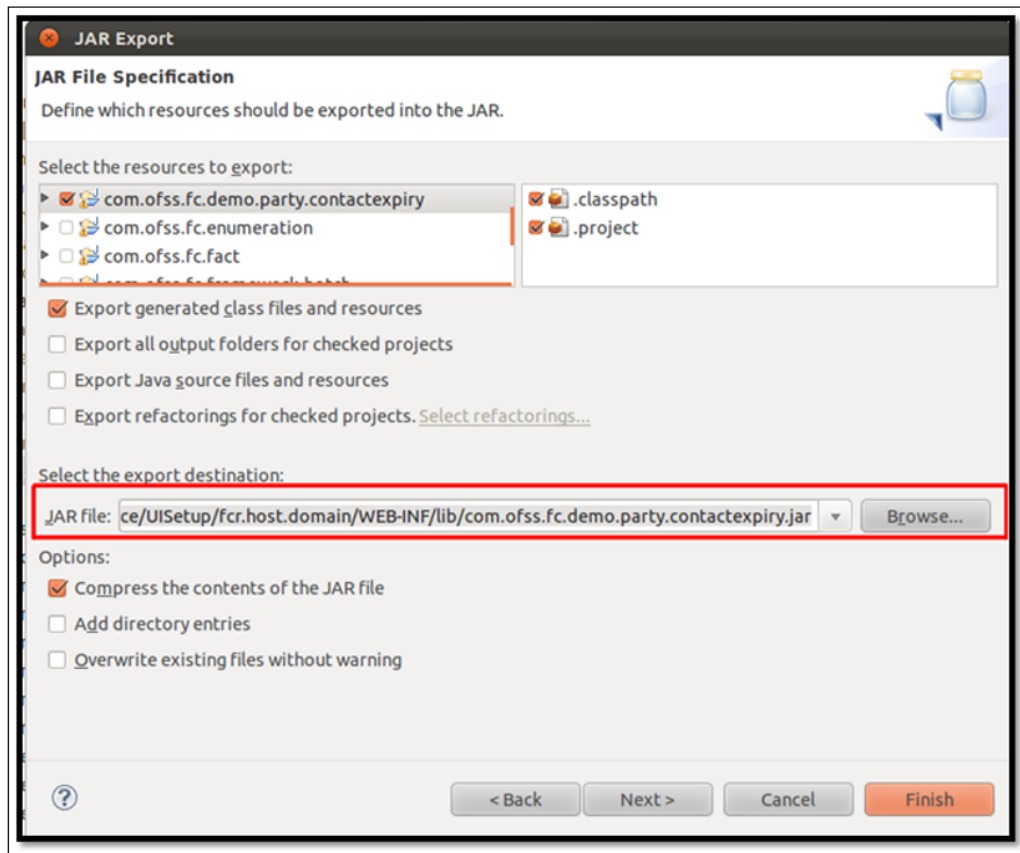 JAR Export
JAR File Specification
Define which resources should be exported into the JAR.
Select the resources to export:
com.ofss.fc.demo.party.contactexpiry
.classpath
com.ofss.fc.enumeration
.project
com.ofss.fc.fact
com.ofss.fc.framework.batch
Export generated class files and resources
Export all output folders for checked projects
Export Java source files and resources
Export refactorings for checked projects. Select refactorings...
Select the export destination:
JAR file: ce/UISetup/fcr.host.domain/WEB-INF/lib/com.ofss.fc.demo.party.contactexpiry.jar Browse...
Options:
Compress the contents of the JAR file
Add directory entries
Overwrite existing files without warning
? < Back Next > Cancel Finish